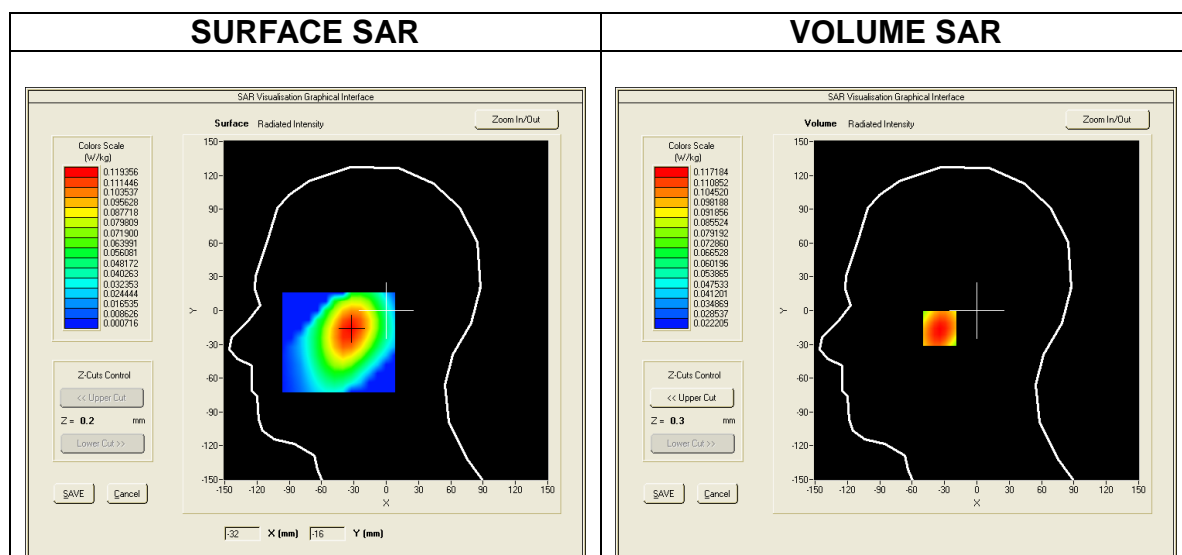 SURFACE SAR
VOLUME SAR
SAR Visualisation Graphical Interface
Surface Radiated Intensity
Zoom In/Out
Colors Scale
(W/kg)
0.119356
0.111446
0.103537
0.095628
0.087718
0.079809
0.071900
0.063991
0.056081
0.048172
0.040263
0.032353
0.024444
0.016535
0.008626
0.000716
150
120
90
60
30
0
-30
-60
-90
-120
-150
Y
-150 -120 -90 -60 -30 0 30 60 90 120 150
X
Z-Cuts Control
<< Upper Cut
Z = 0.2 mm
Lower Cut >>
SAVE Cancel
-32 X (mm) -16 Y (mm)
SAR Visualisation Graphical Interface
Volume Radiated Intensity
Zoom In/Out
Colors Scale
(W/kg)
0.117184
0.110852
0.104520
0.098188
0.091856
0.085524
0.079192
0.072860
0.066528
0.060196
0.053865
0.047533
0.041201
0.034869
0.028537
0.022205
150
120
90
60
30
0
-30
-60
-90
-120
-150
Y
-150 -120 -90 -60 -30 0 30 60 90 120 150
X
Z-Cuts Control
<< Upper Cut
Z = 0.3 mm
Lower Cut >>
SAVE Cancel